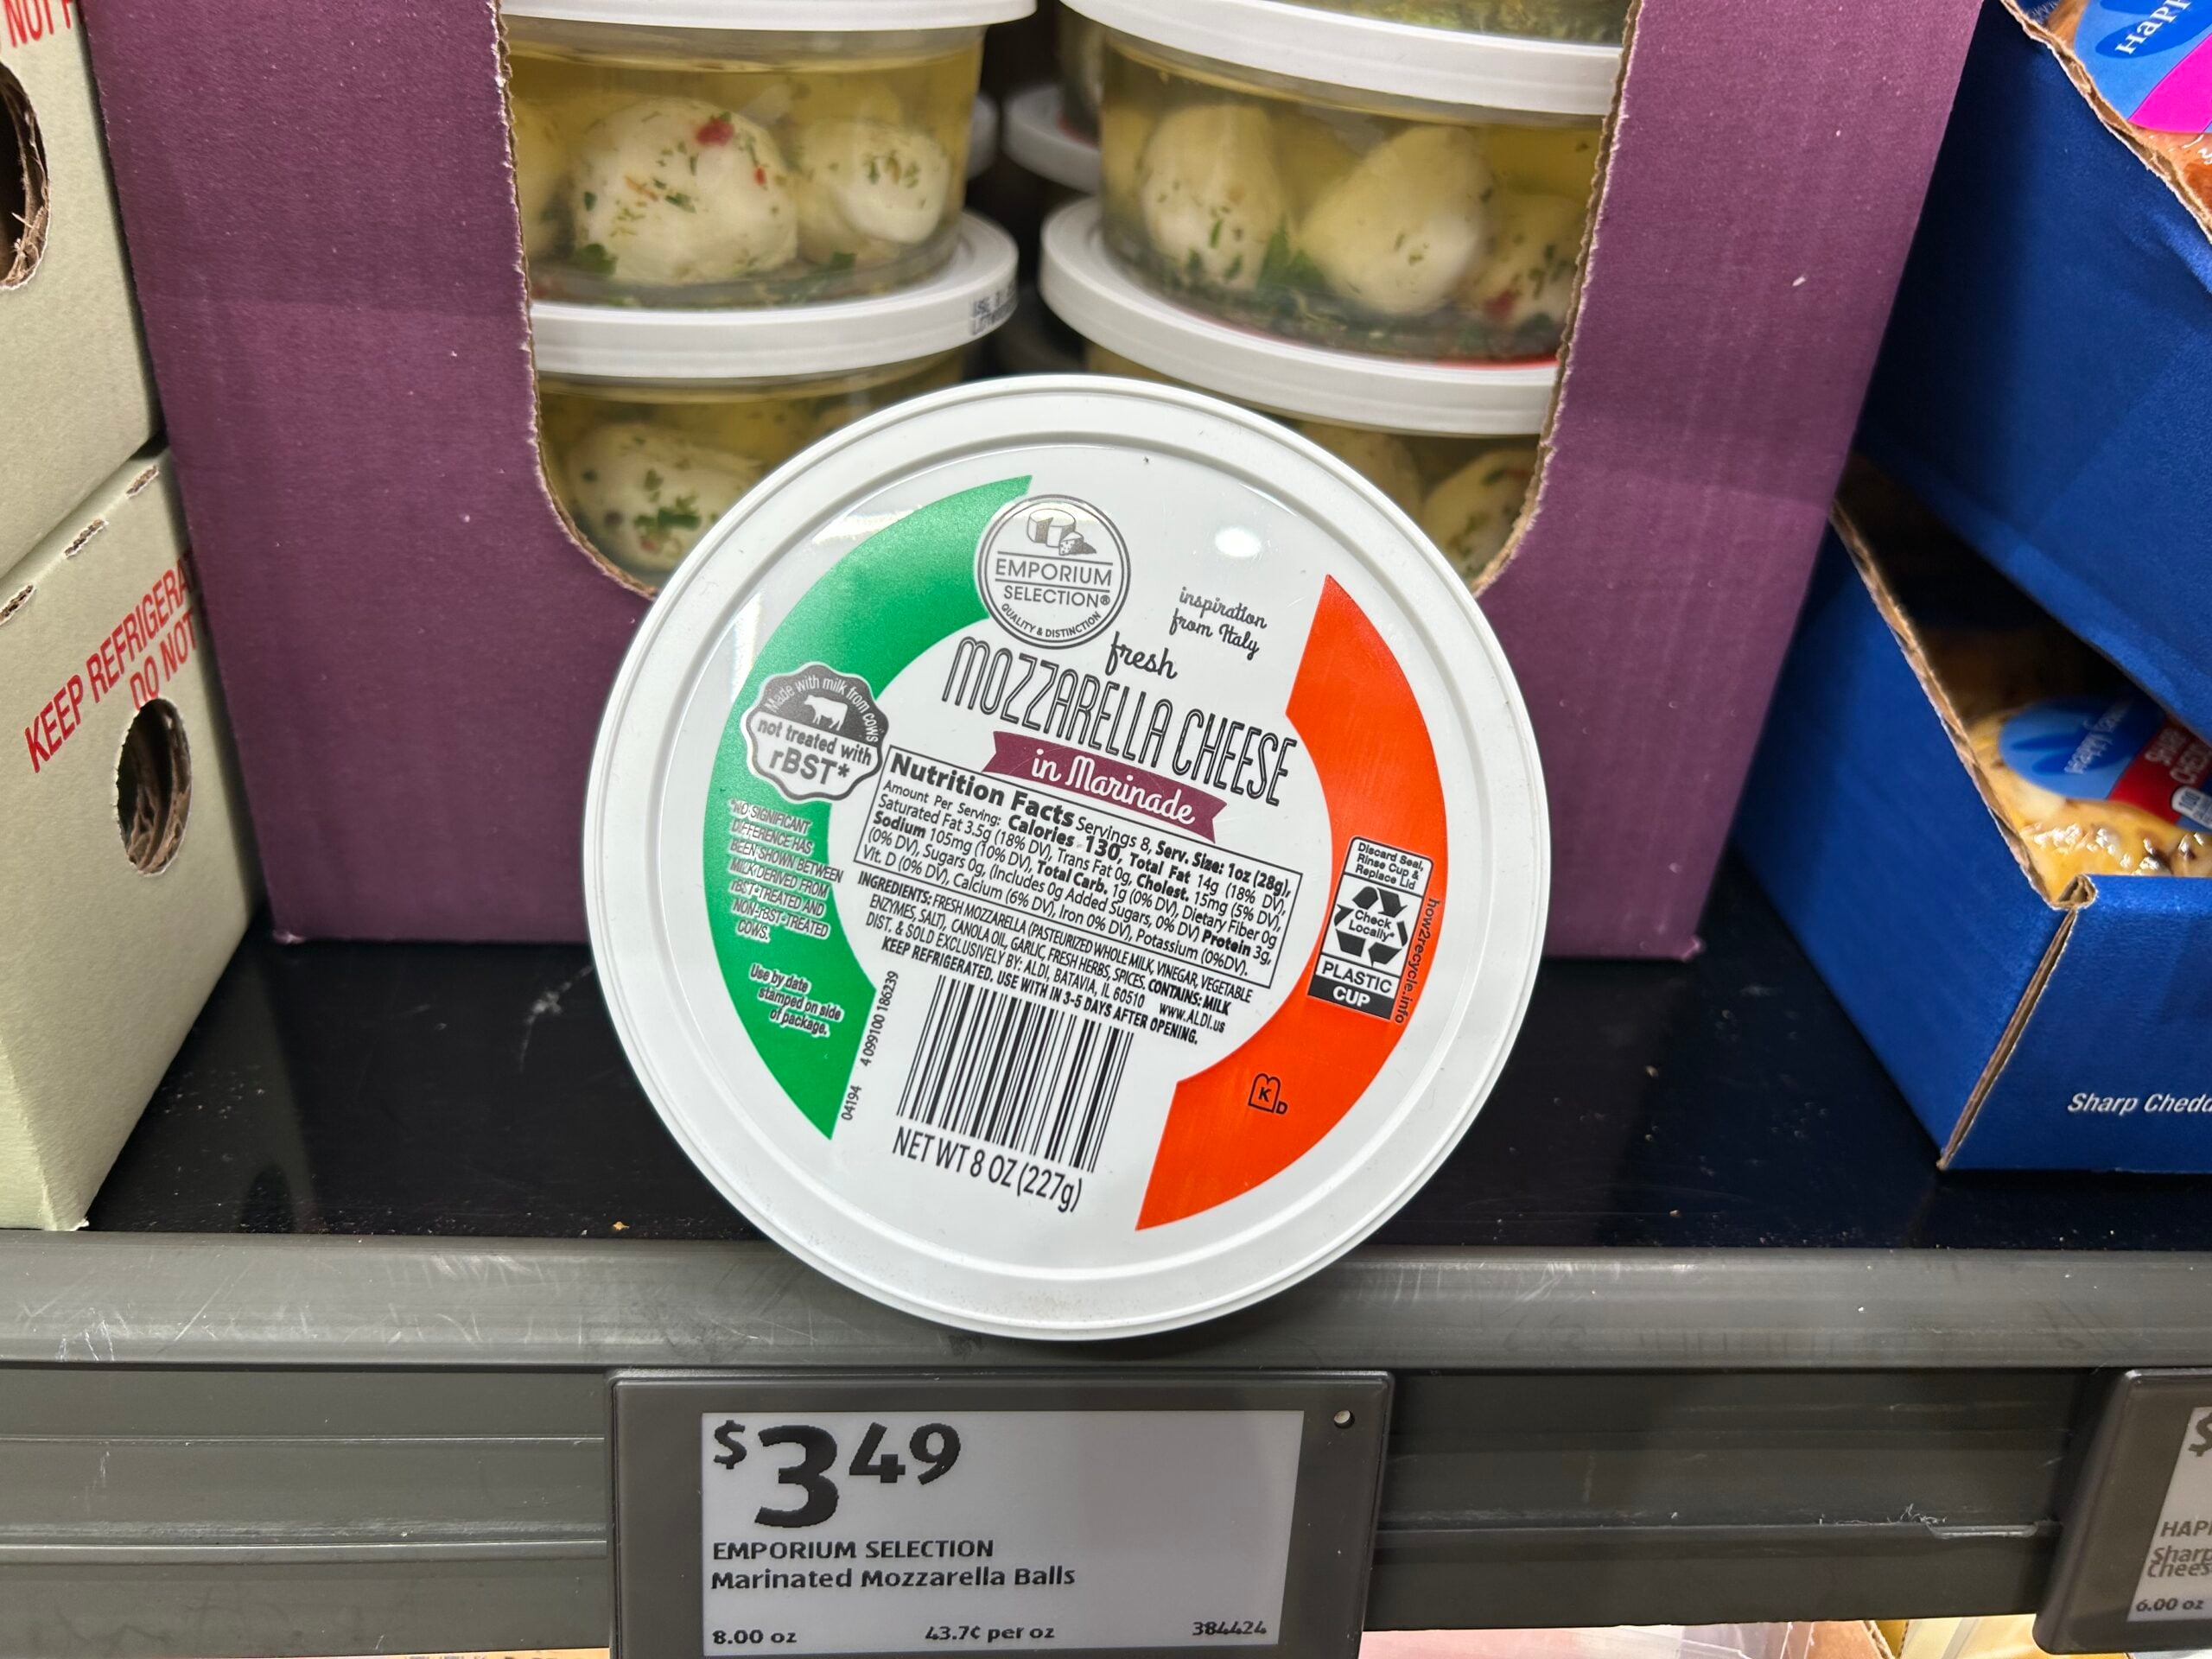 NOT
KEEP REFRIGERA
DO NOT
EMPORIUM
SELECTION®
QUALITY & DISTINCTION
inspiration
from Italy
fresh
MOZZARELLA CHEESE
in Marinade
Made with milk from cows
not treated with
rBST*
*NO SIGNIFICANT
DIFFERENCE HAS
BEEN SHOWN BETWEEN
MILK DERIVED FROM
rBST-TREATED AND
NON-rBST-TREATED
COWS.
Use by date
stamped on side
of package.
Nutrition Facts Servings 8, Serv. Size: 1oz (28g),
Amount Per Serving: Calories 130, Total Fat 14g (18% DV),
Saturated Fat 3.5g (18% DV), Trans Fat 0g, Cholest. 15mg (5% DV),
Sodium 105mg (10% DV), Total Carb. 1g (0% DV), Dietary Fiber 0g
(0% DV), Sugars 0g, (Includes 0g Added Sugars, 0% DV) Protein 3g,
Vit. D (0% DV), Calcium (6% DV), Iron 0% DV), Potassium (0%DV).
INGREDIENTS: FRESH MOZZARELLA (PASTEURIZED WHOLE MILK, VINEGAR, VEGETABLE
ENZYMES, SALT), CANOLA OIL, GARLIC, FRESH HERBS, SPICES. CONTAINS: MILK
DIST. & SOLD EXCLUSIVELY BY: ALDI, BATAVIA, IL 60510 www.ALDI.us
KEEP REFRIGERATED. USE WITH IN 3-5 DAYS AFTER OPENING.
04194 4 099100 186239
NET WT 8 OZ (227g)
Discard Seal,
Rinse Cup &
Replace Lid
Check
Locally*
PLASTIC
CUP
how2recycle.info
K D
Sharp Chedd
$3 49
EMPORIUM SELECTION
Marinated Mozzarella Balls
8.00 oz 43.7¢ per oz 384424
$
HAP
Sharp
Chees
6.00 oz